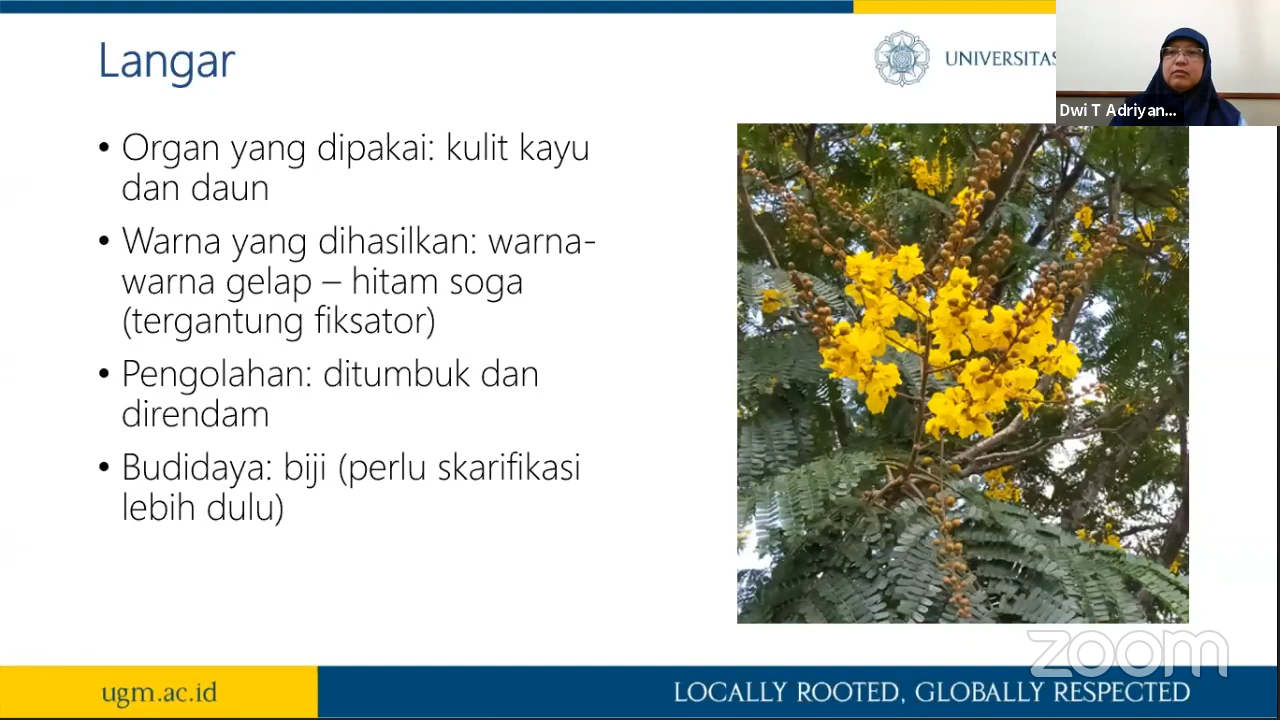 Langar
UNIVERSITAS
Dwi T Adriyan...
• Organ yang dipakai: kulit kayu
dan daun
• Warna yang dihasilkan: warna-
warna gelap – hitam soga
(tergantung fiksator)
• Pengolahan: ditumbuk dan
direndam
• Budidaya: biji (perlu skarifikasi
lebih dulu)
zoom
ugm.ac.id
LOCALLY ROOTED, GLOBALLY RESPECTED